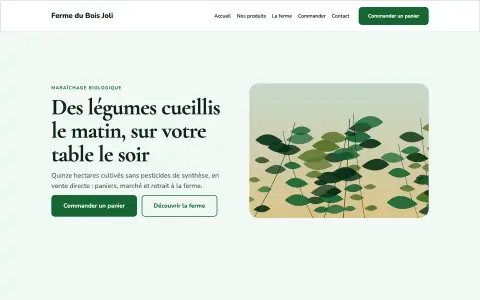 Ferme du Bois Joli
Accueil Nos produits La ferme Commander Contact Commander un panier
MARAÎCHAGE BIOLOGIQUE
Des légumes cueillis
le matin, sur votre
table le soir
Quinze hectares cultivés sans pesticides de synthèse, en
vente directe : paniers, marché et retrait à la ferme.
Commander un panier Découvrir la ferme